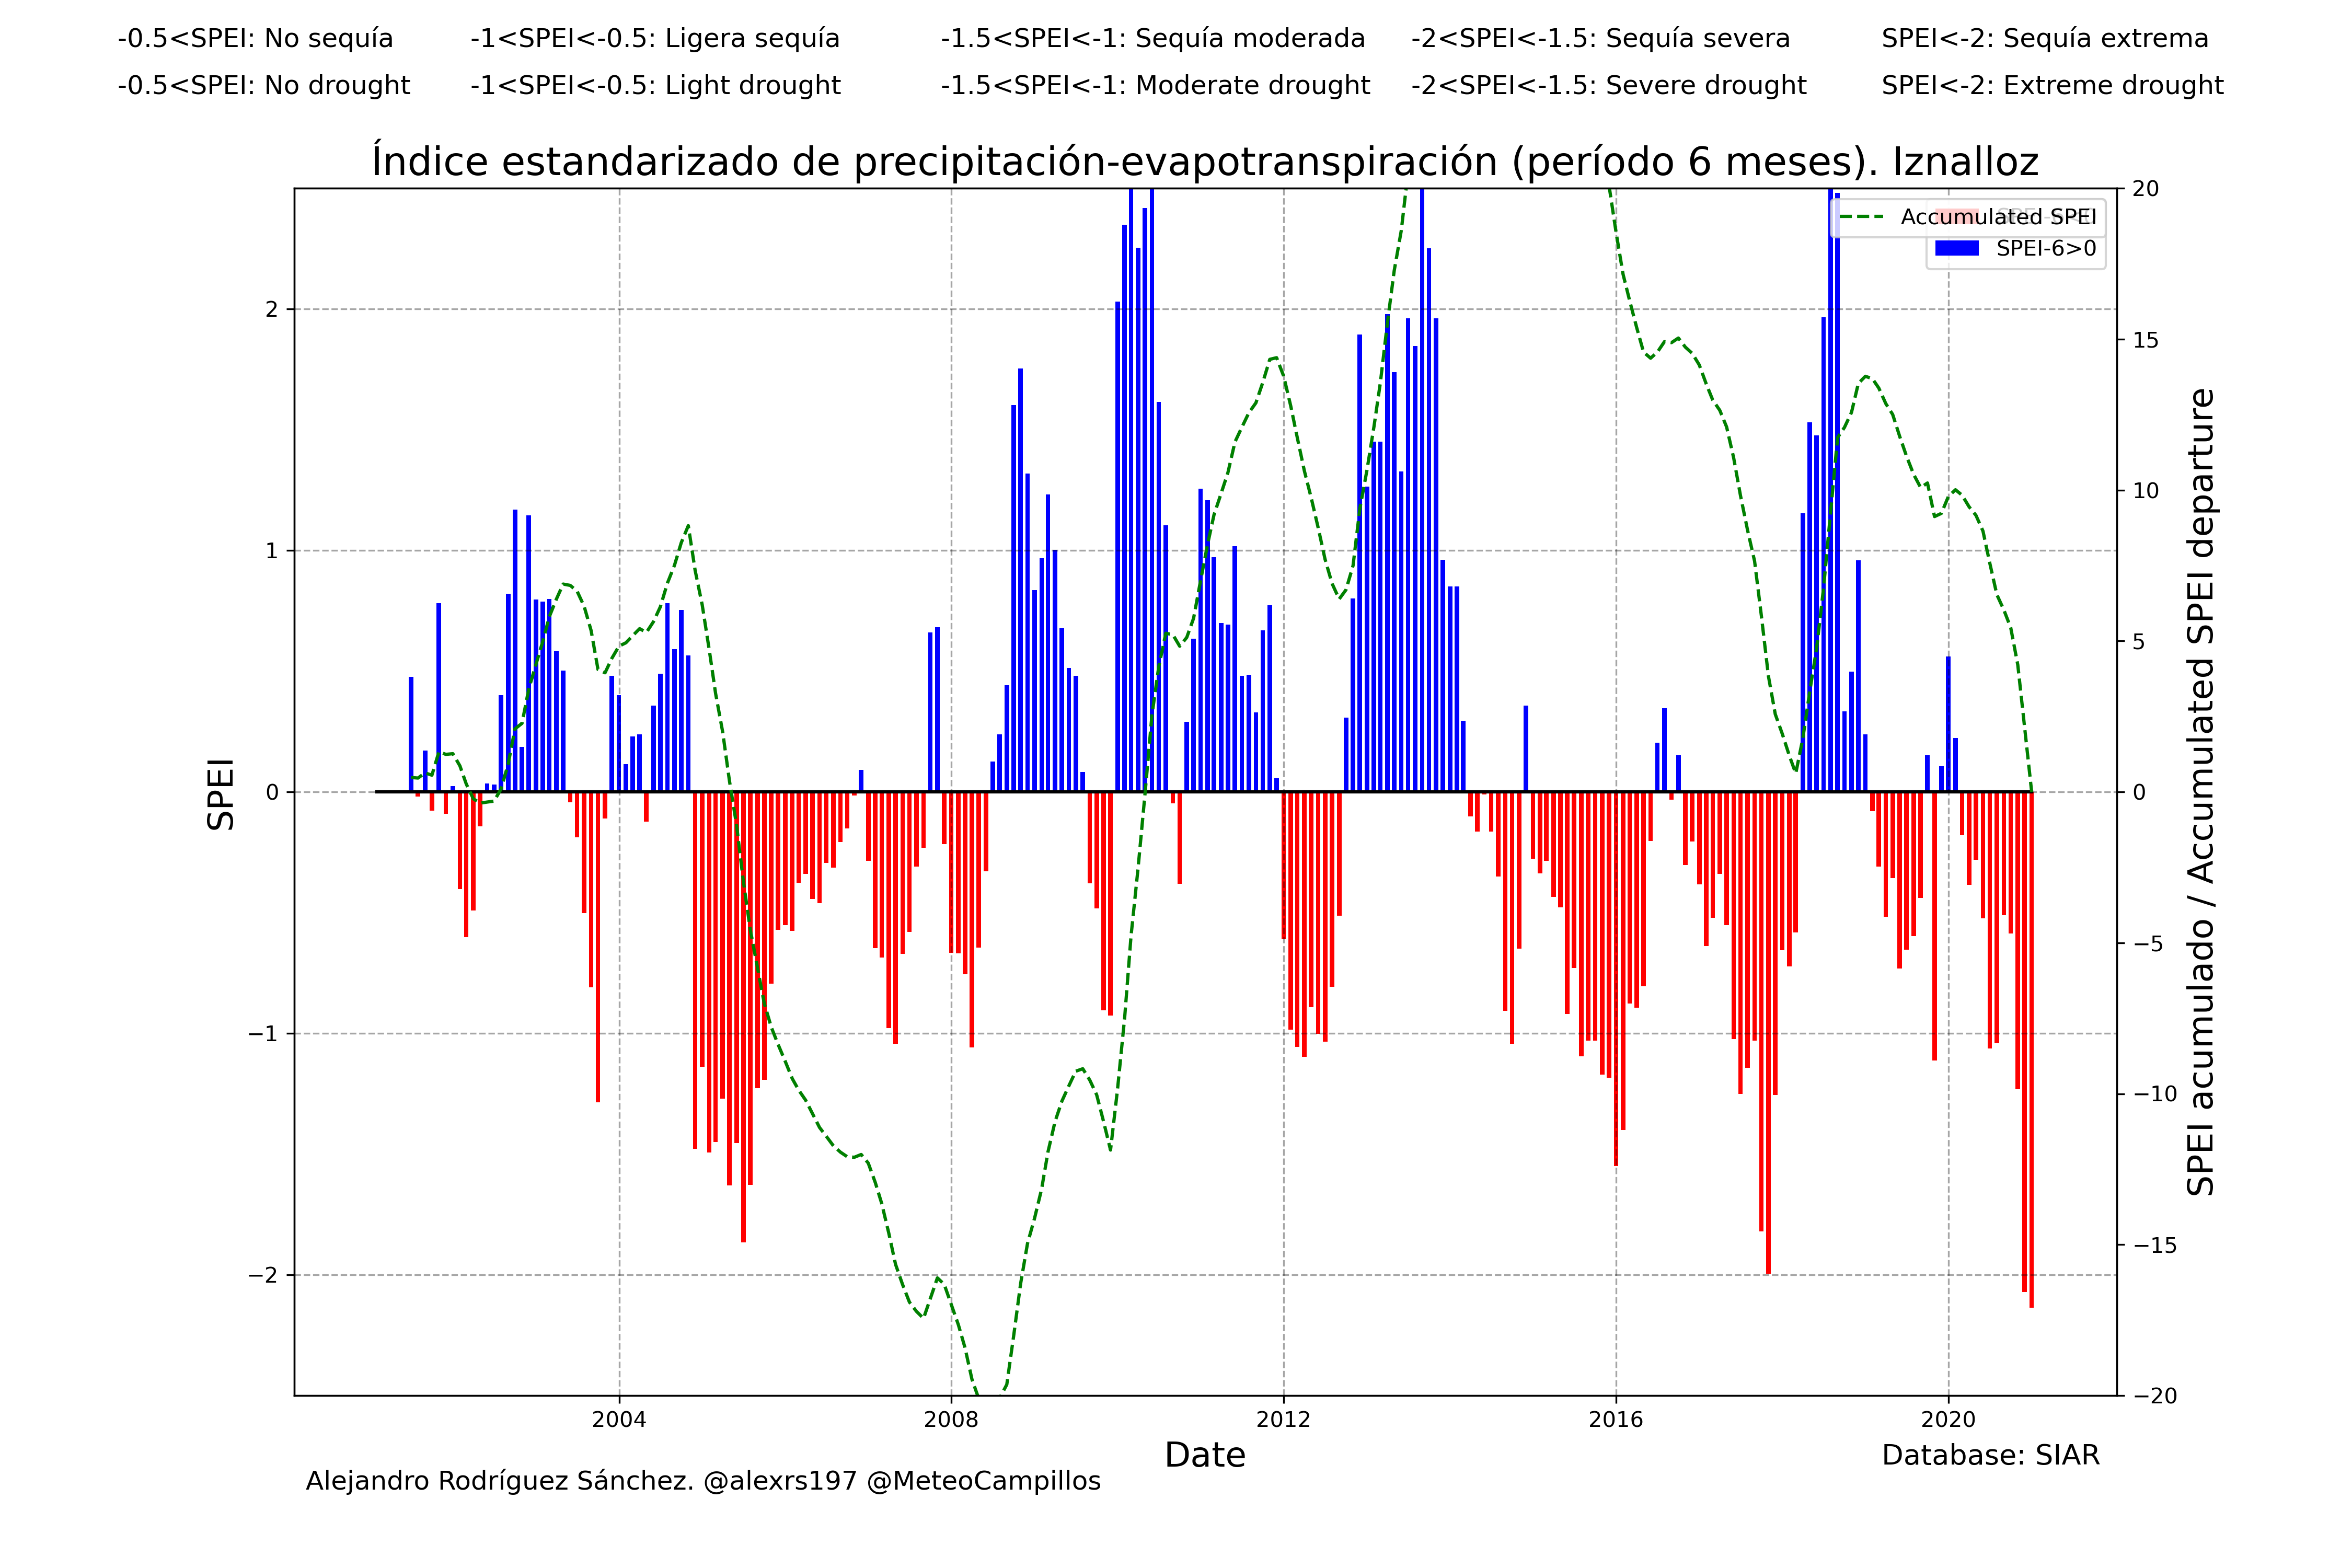 -0.5<SPEI: No sequía -1<SPEI<-0.5: Ligera sequía -1.5<SPEI<-1: Sequía moderada -2<SPEI<-1.5: Sequía severa SPEI<-2: Sequía extrema
-0.5<SPEI: No drought -1<SPEI<-0.5: Light drought -1.5<SPEI<-1: Moderate drought -2<SPEI<-1.5: Severe drought SPEI<-2: Extreme drought
Índice estandarizado de precipitación-evapotranspiración (período 6 meses). Iznalloz
Accumulated SPEI
SPEI-6>0
SPEI
2
1
0
−1
−2
20
15
10
5
0
−5
−10
−15
−20
SPEI acumulado / Accumulated SPEI departure
2004 2008 2012 2016 2020
Date
Database: SIAR
Alejandro Rodríguez Sánchez. @alexrs197 @MeteoCampillos